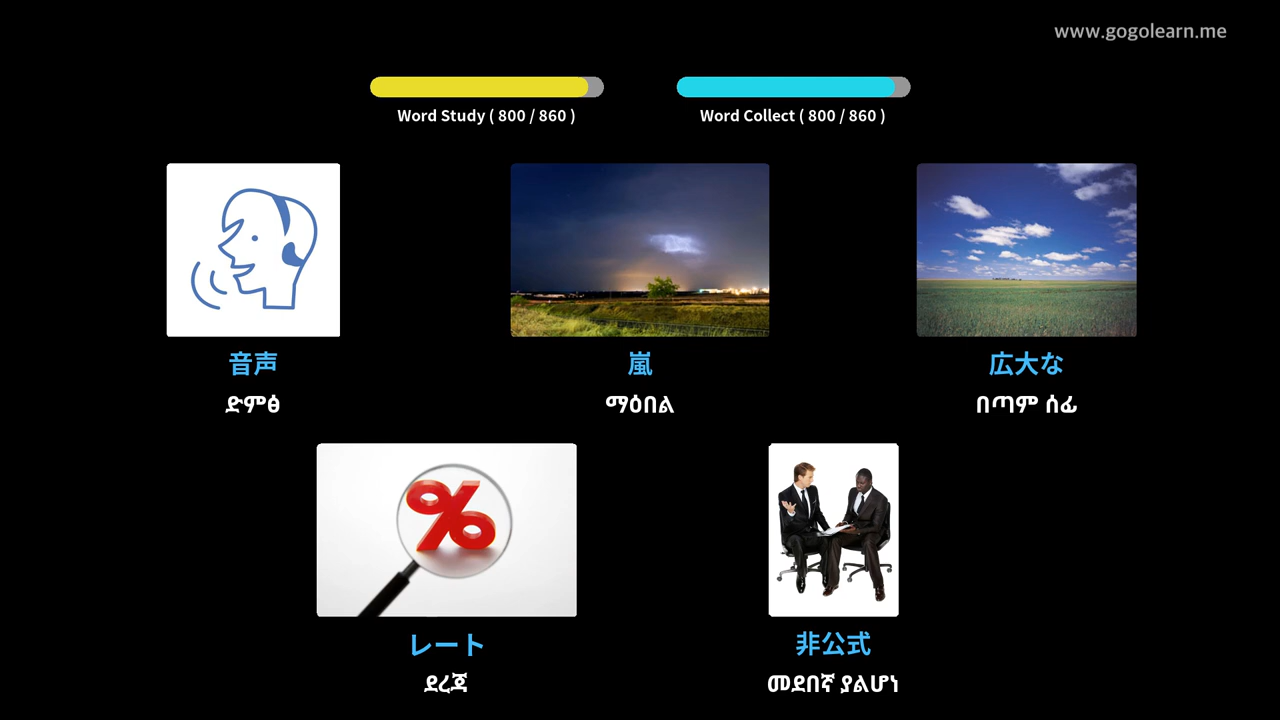 www.gogolearn.me
Word Study ( 800 / 860 )
Word Collect ( 800 / 860 )
音声
ድምፅ
嵐
ማዕበል
広大な
በጣም ሰፊ
レート
ደረጃ
非公式
መደበኛ ያልሆነ